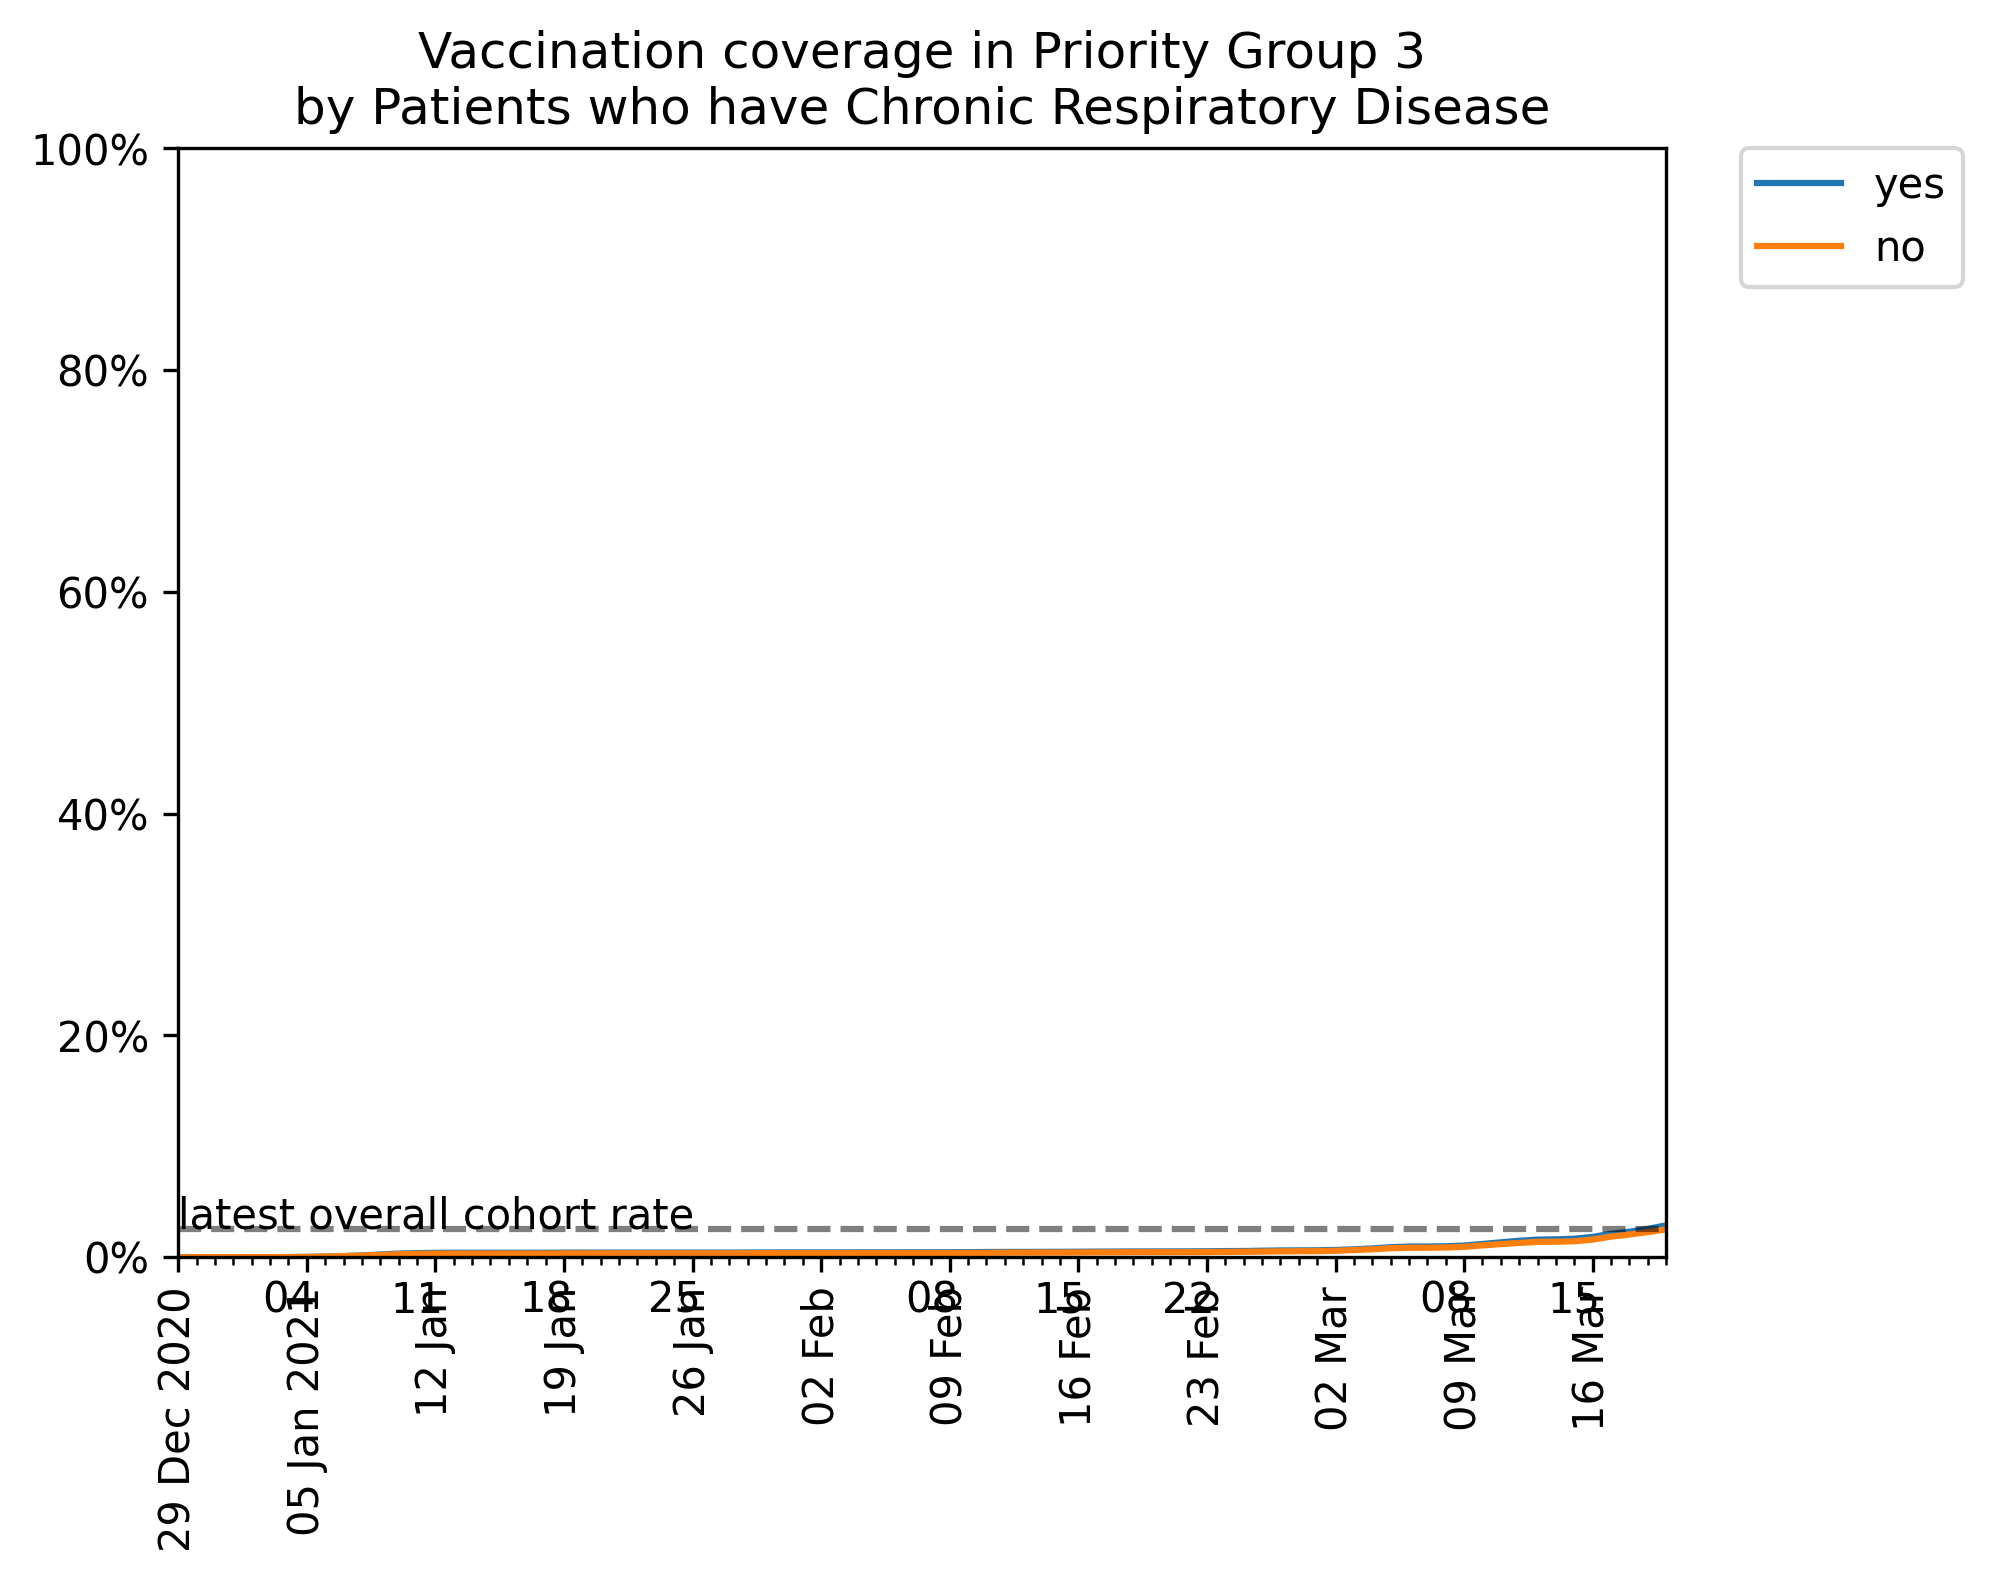 Vaccination coverage in Priority Group 3
by Patients who have Chronic Respiratory Disease
100%
80%
60%
40%
20%
0%
yes
no
latest overall cohort rate
04
11
18
25
08
15
22
08
15
29 Dec 2020
05 Jan 2021
12 Jan
19 Jan
26 Jan
02 Feb
09 Feb
16 Feb
23 Feb
02 Mar
09 Mar
16 Mar